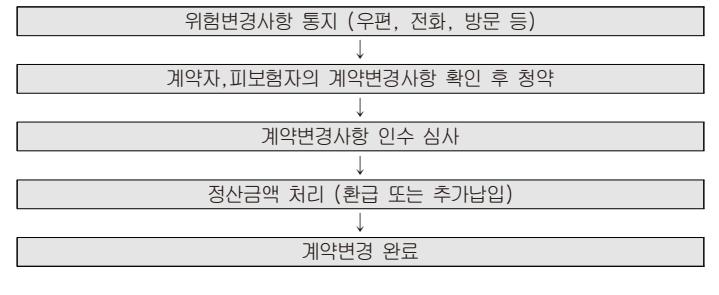 위험변경사항 통지 (우편, 전화, 방문 등)
↓
계약자,피보험자의 계약변경사항 확인 후 청약
↓
계약변경사항 인수 심사
↓
정산금액 처리 (환급 또는 추가납입)
↓
계약변경 완료